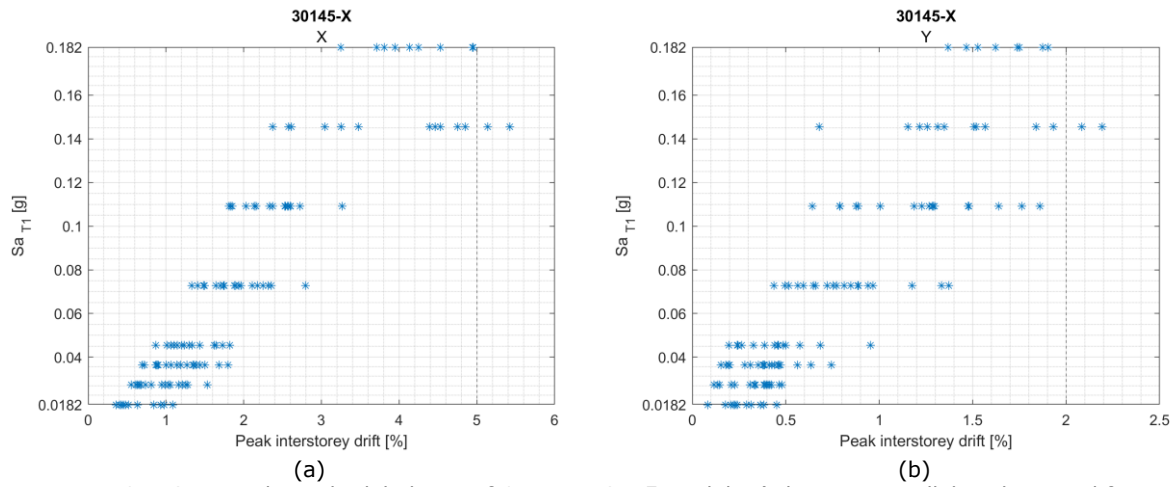 30145-X
X
0.182
0.16
0.14
0.12
0.1
0.08
0.06
0.04
0.0182
Sa T1 [g]
0 1 2 3 4 5 6
Peak interstorey drift [%]
(a)
30145-X
Y
0.182
0.16
0.14
0.12
0.1
0.08
0.06
0.04
0.0182
Sa T1 [g]
0 0.5 1 1.5 2 2.5
Peak interstorey drift [%]
(b)